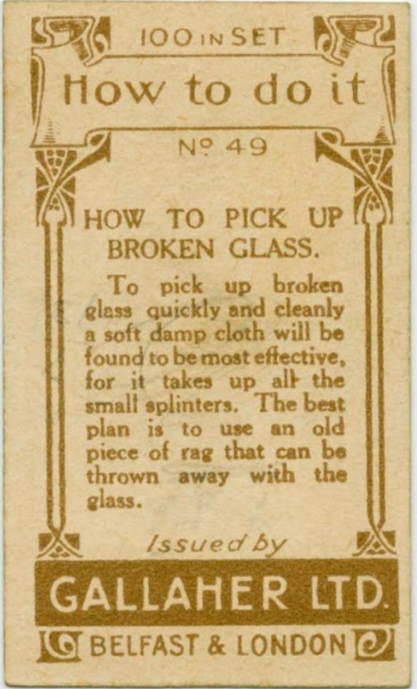 100 IN SET
How to do it
Nº 49
HOW TO PICK UP
BROKEN GLASS.
To pick up broken
glass quickly and cleanly
a soft damp cloth will be
found to be most effective,
for it takes up all the
small splinters. The best
plan is to use an old
piece of rag that can be
thrown away with the
glass.
Issued by
GALLAHER LTD.
BELFAST & LONDON